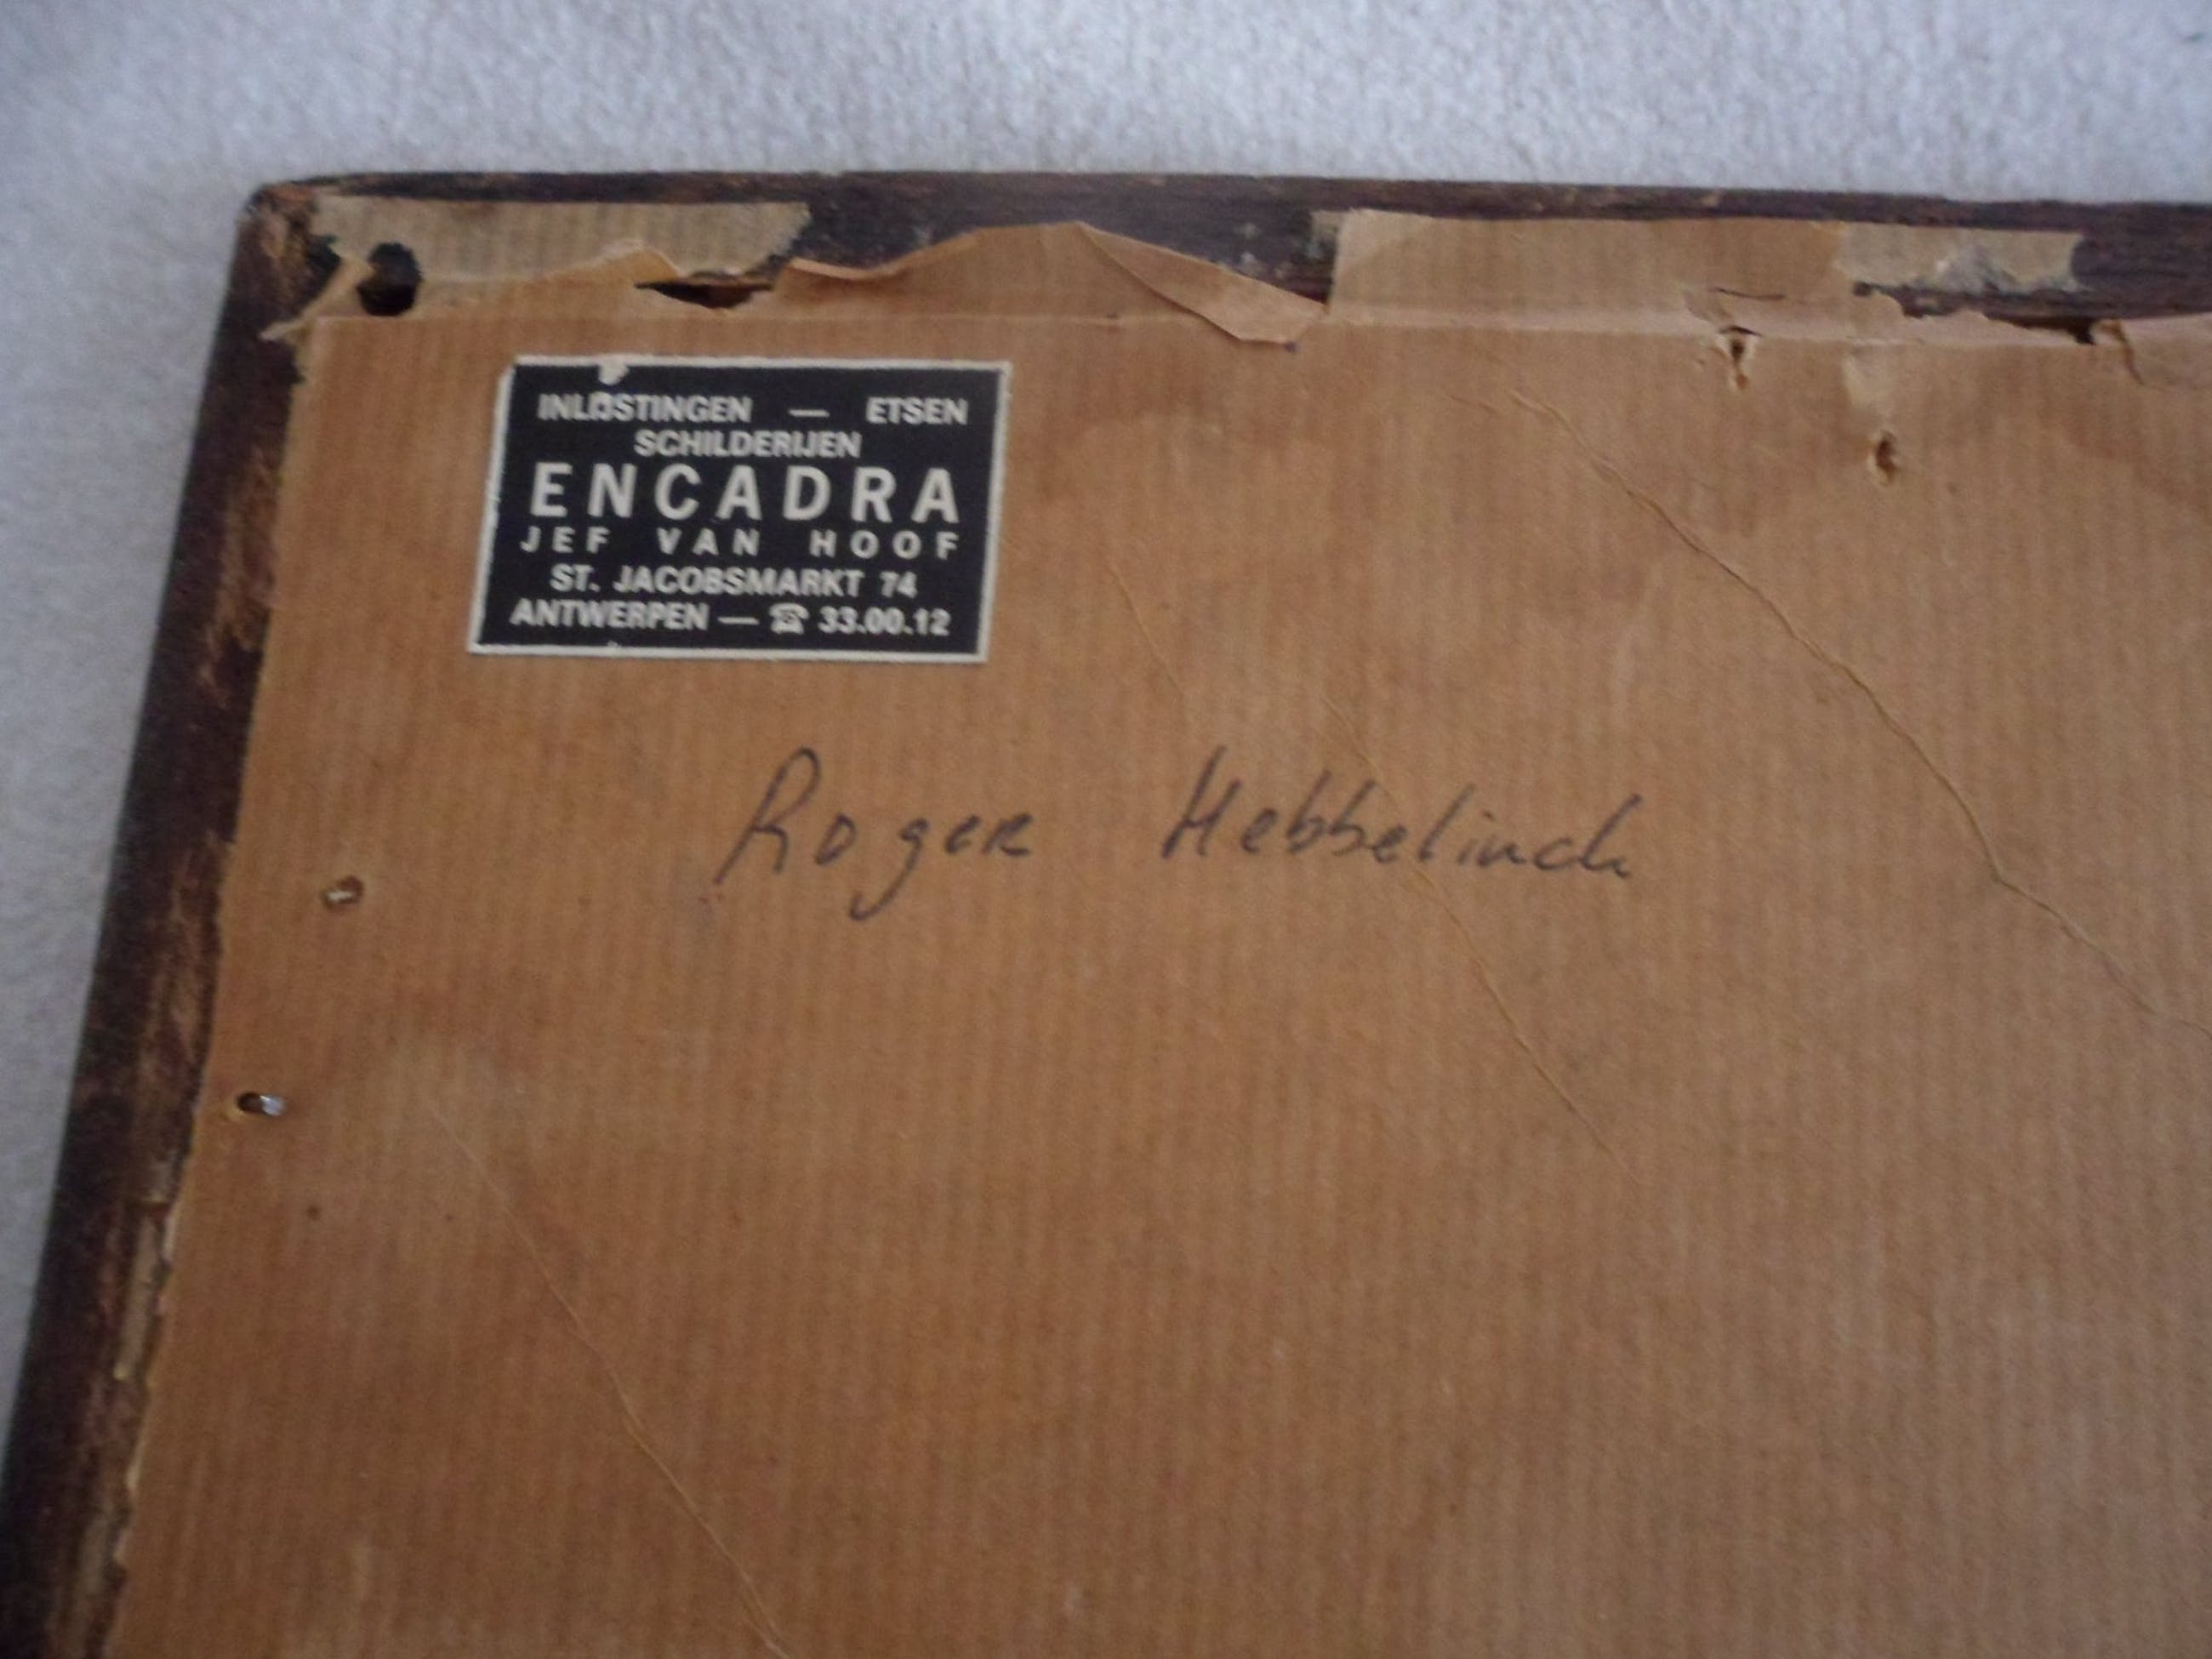 INLIJSTINGEN — ETSEN
SCHILDERIJEN
ENCADRA
JEF VAN HOOF
ST. JACOBSMARKT 74
ANTWERPEN — ☎ 33.00.12
Roger Hebbelinck